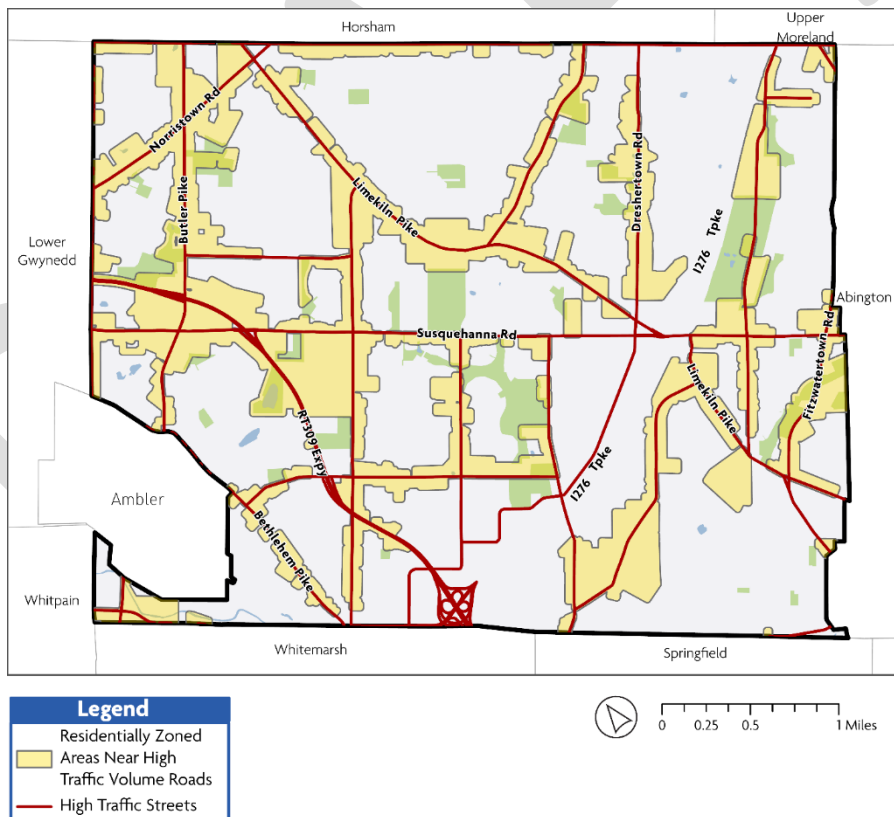 Horsham
Upper
Moreland
Norristown Rd
Butler Pike
Limekiln Pike
Dreshertown Rd
I276 Tpke
Lower
Gwynedd
Abington
Susquehanna Rd
Fitzwatertown Rd
Limekiln Pike
RT309 Expy
I276 Tpke
Ambler
Bethlehem Pike
Whitpain
Whitemarsh
Springfield
Legend
Residentially Zoned
Areas Near High
Traffic Volume Roads
High Traffic Streets
0 0.25 0.5 1 Miles